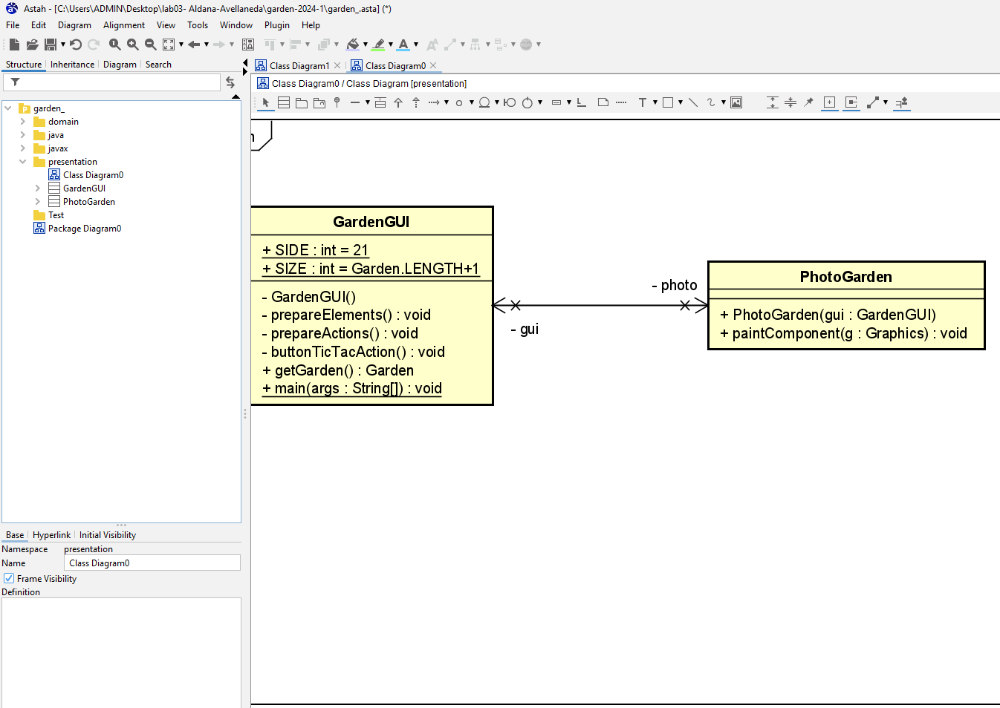 Astah - [C:\Users\ADMIN\Desktop\lab03- Aldana-Avellaneda\garden-2024-1\garden_.asta] (*)
File Edit Diagram Alignment View Tools Window Plugin Help
Structure Inheritance Diagram Search
Class Diagram1 Class Diagram0
Class Diagram0 / Class Diagram [presentation]
garden_
domain
java
javax
presentation
Class Diagram0
GardenGUI
PhotoGarden
Test
Package Diagram0
Base Hyperlink Initial Visibility
Namespace presentation
Name Class Diagram0
Frame Visibility
Definition
n
GardenGUI
+ SIDE : int = 21
+ SIZE : int = Garden.LENGTH+1
- GardenGUI()
- prepareElements() : void
- prepareActions() : void
- buttonTicTacAction() : void
+ getGarden() : Garden
+ main(args : String[]) : void
- photo
- gui
PhotoGarden
+ PhotoGarden(gui : GardenGUI)
+ paintComponent(g : Graphics) : void